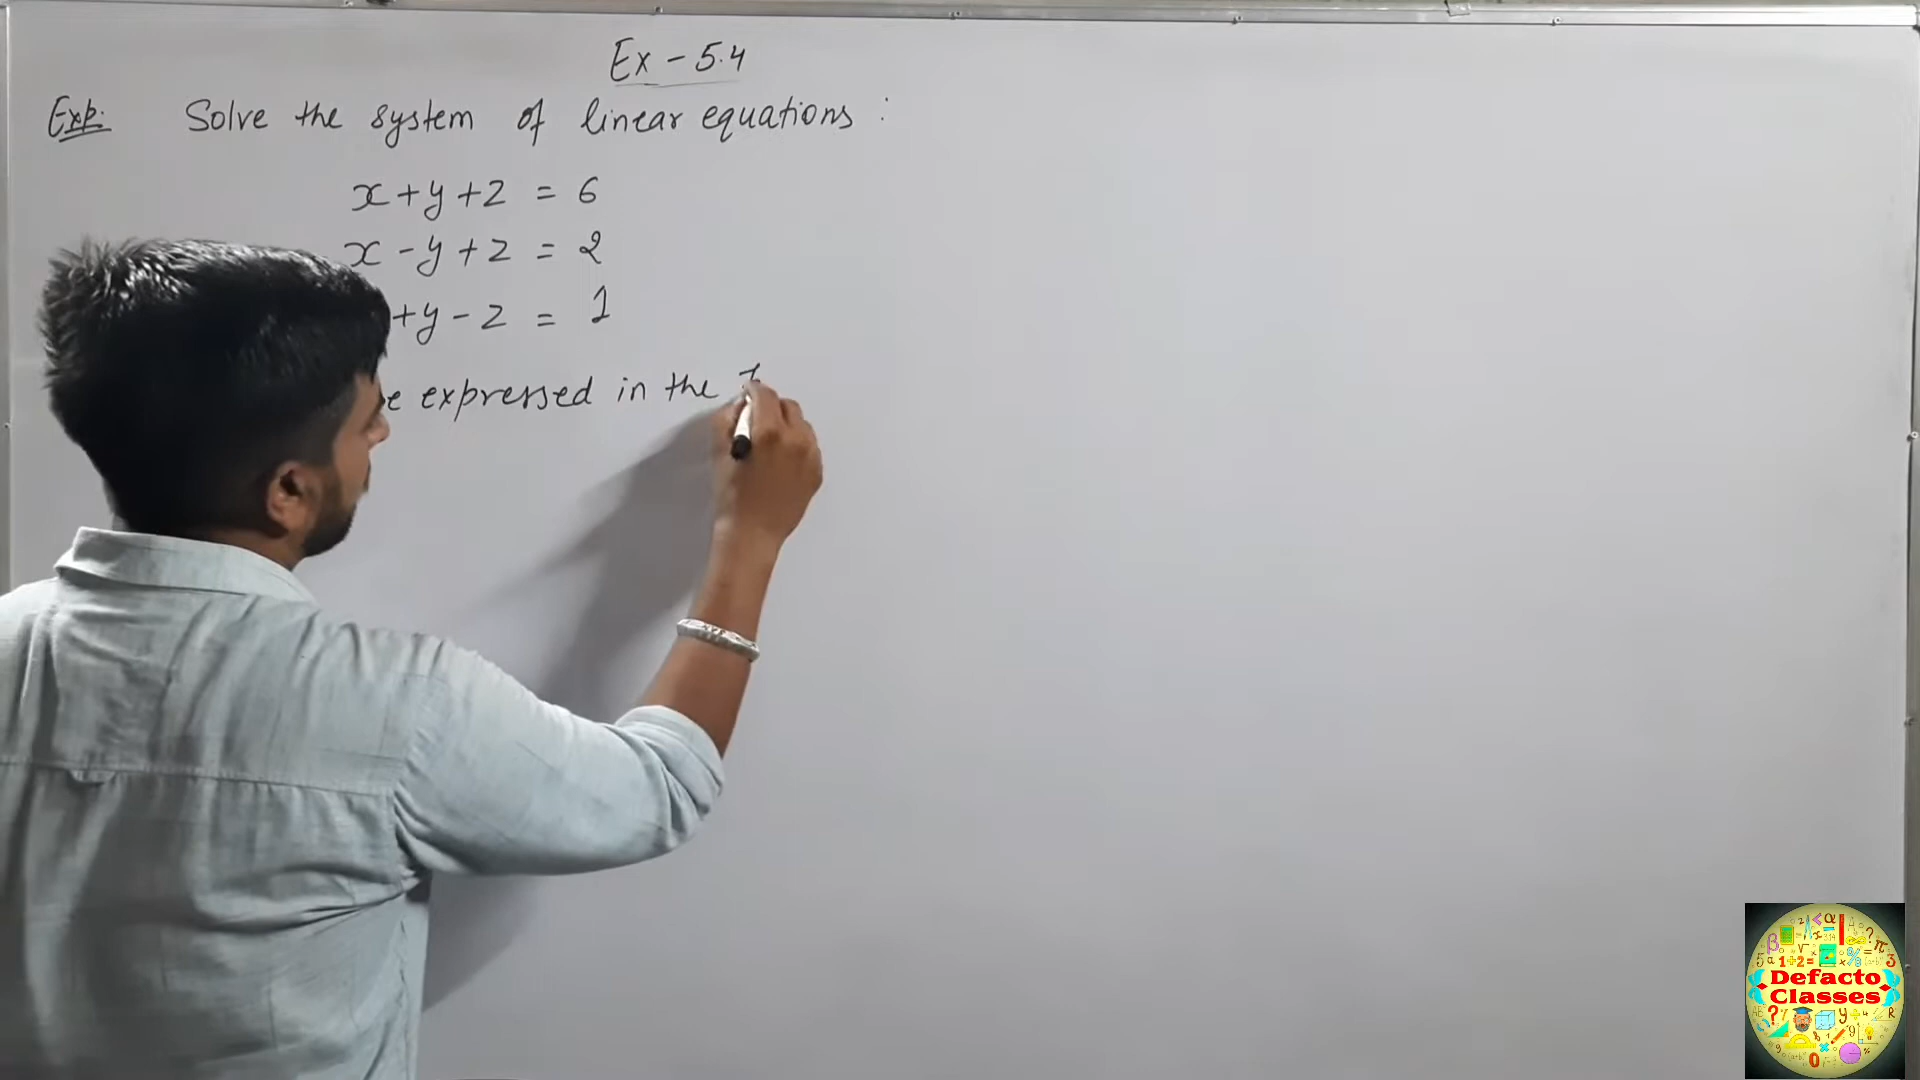 Ex - 5.4
Exp. Solve the system of linear equations :
x + y + z = 6
x - y + z = 2
+ y - z = 1
expressed in the
Defacto
Classes